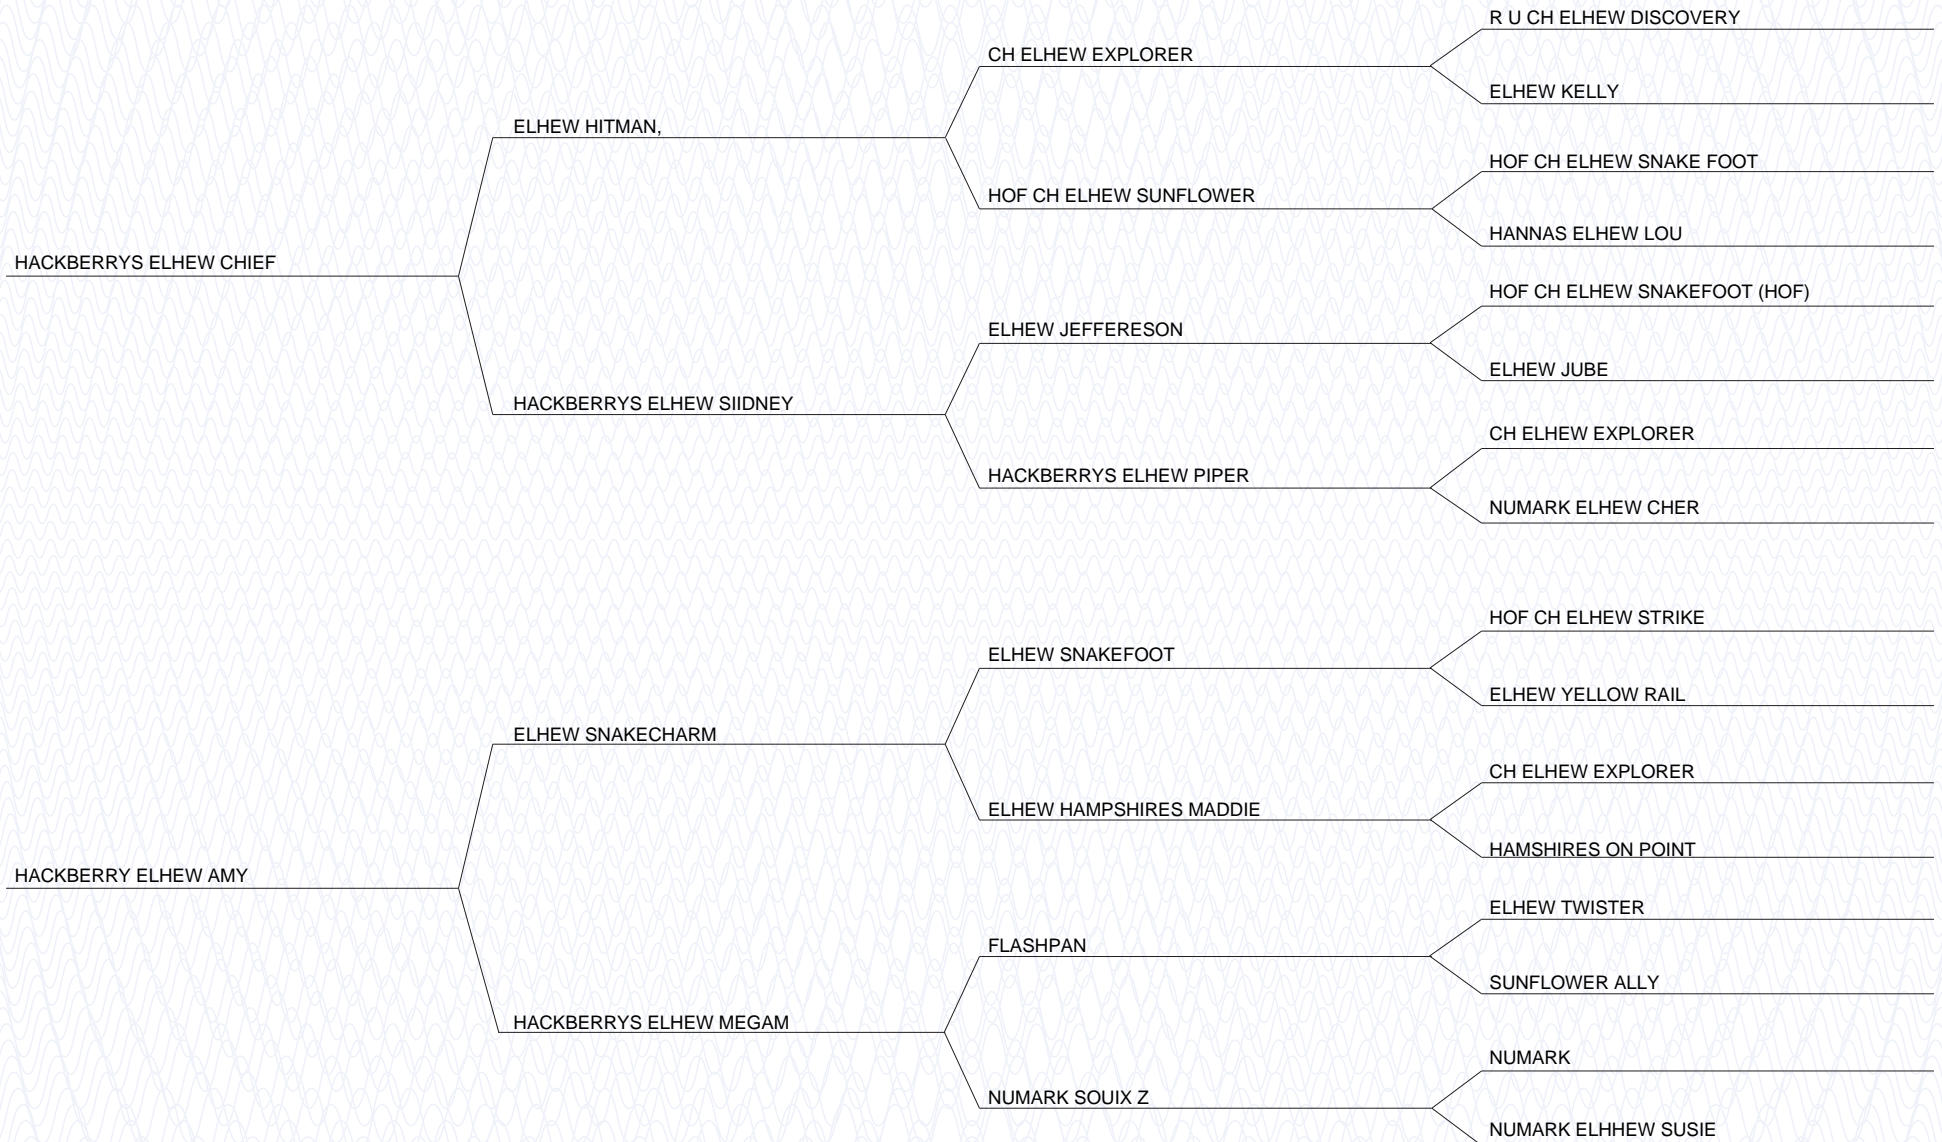 R U CH ELHEW DISCOVERY
CH ELHEW EXPLORER
ELHEW KELLY
ELHEW HITMAN,
HOF CH ELHEW SNAKE FOOT
HOF CH ELHEW SUNFLOWER
HANNAS ELHEW LOU
HACKBERRYS ELHEW CHIEF
HOF CH ELHEW SNAKEFOOT (HOF)
ELHEW JEFFERESON
ELHEW JUBE
HACKBERRYS ELHEW SIIDNEY
CH ELHEW EXPLORER
HACKBERRYS ELHEW PIPER
NUMARK ELHEW CHER
HOF CH ELHEW STRIKE
ELHEW SNAKEFOOT
ELHEW YELLOW RAIL
ELHEW SNAKECHARM
CH ELHEW EXPLORER
ELHEW HAMPSHIRES MADDIE
HAMSHIRES ON POINT
HACKBERRY ELHEW AMY
ELHEW TWISTER
FLASHPAN
SUNFLOWER ALLY
HACKBERRYS ELHEW MEGAM
NUMARK
NUMARK SOUIX Z
NUMARK ELHHEW SUSIE